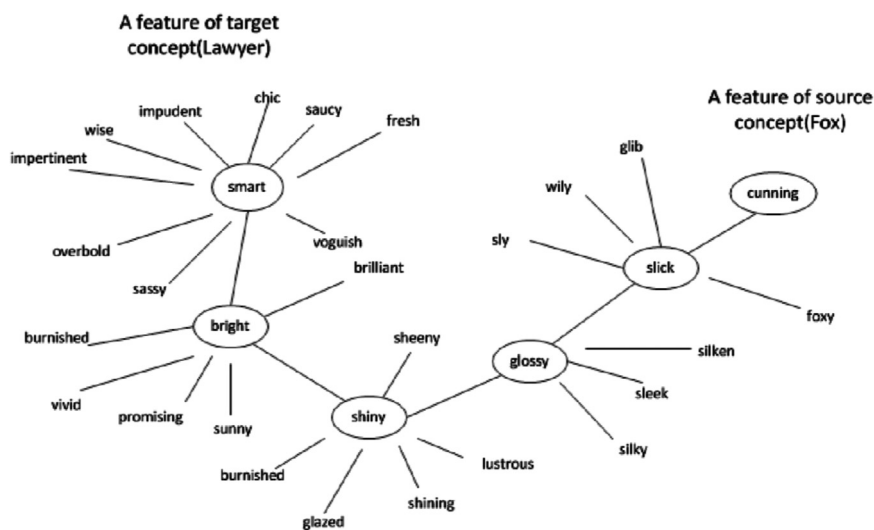 A feature of target
concept(Lawyer)
A feature of source
concept(Fox)
chic
impudent
saucy
wise
fresh
impertinent
smart
overbold
voguish
sassy
brilliant
burnished
bright
vivid
promising
sunny
sheeny
shiny
burnished
glazed
shining
lustrous
glib
wily
cunning
sly
slick
foxy
glossy
silken
sleek
silky